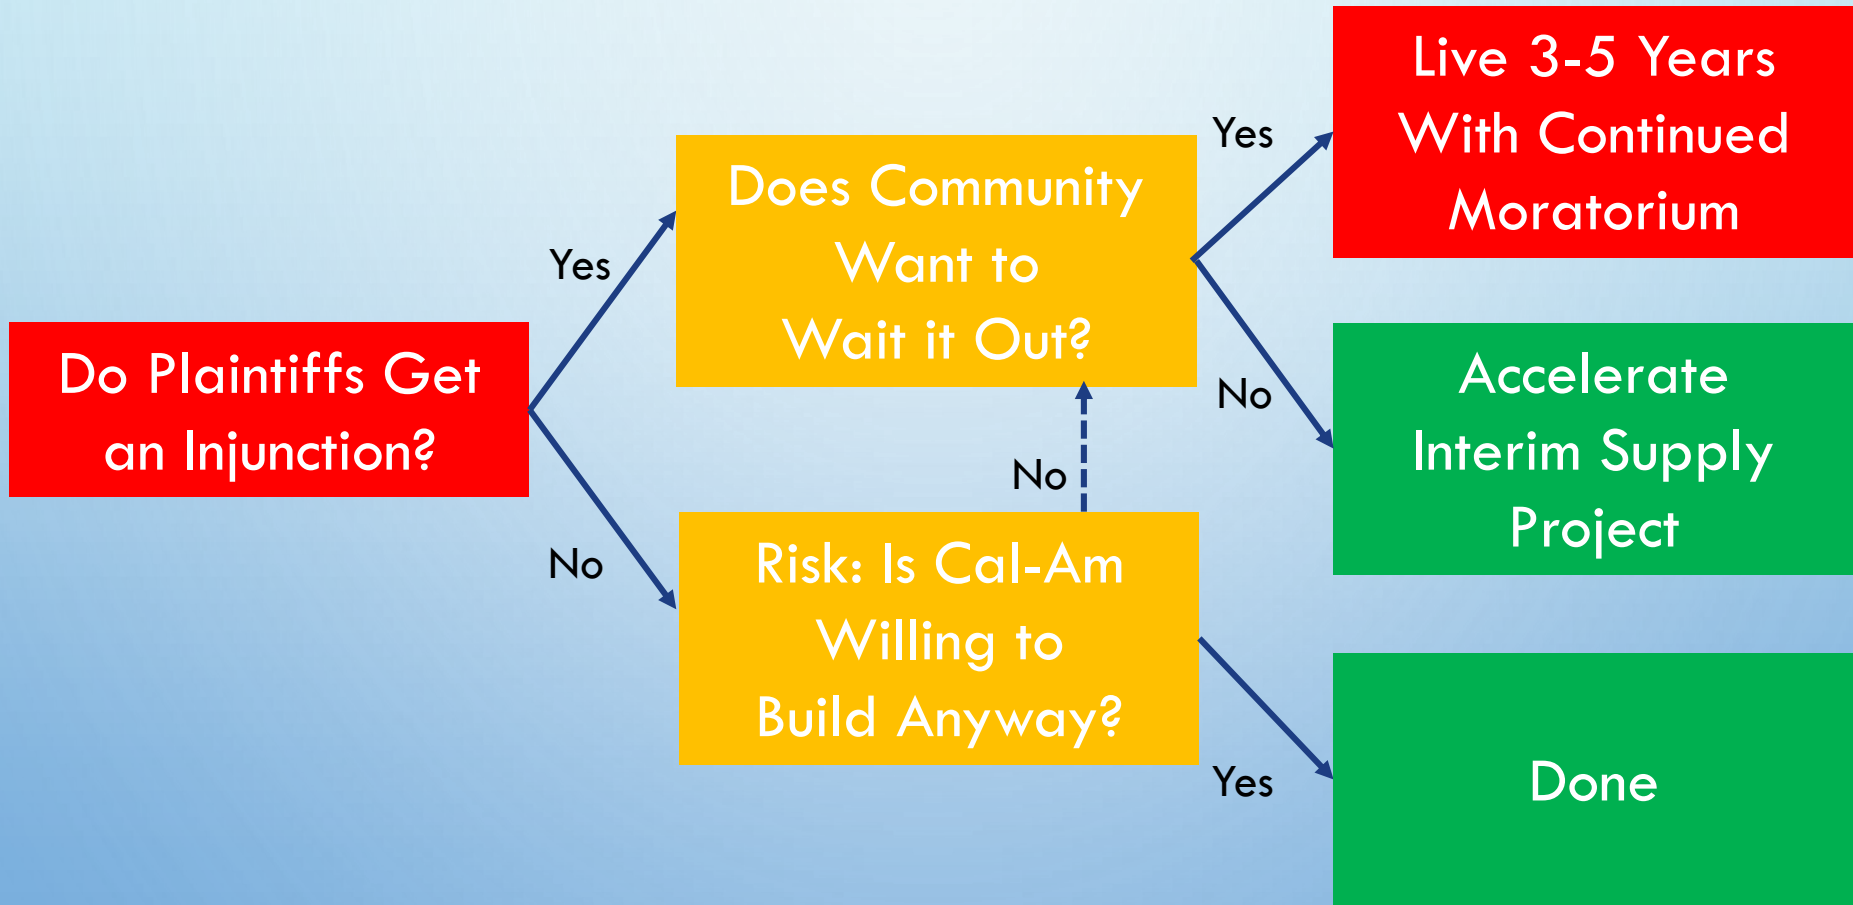 Do Plaintiffs Get
an Injunction?
Yes
No
Does Community
Want to
Wait it Out?
No
Risk: Is Cal-Am
Willing to
Build Anyway?
Yes
No
Yes
Live 3-5 Years
With Continued
Moratorium
Accelerate
Interim Supply
Project
Done